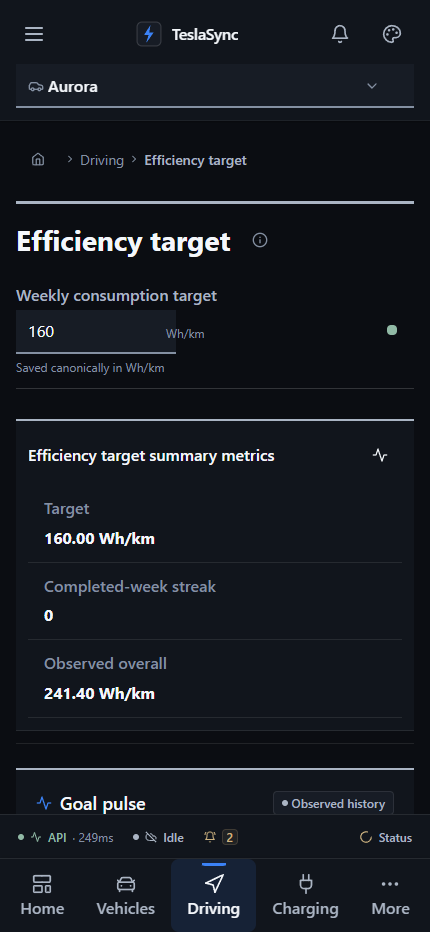 TeslaSync
Aurora
Driving
Efficiency target
Efficiency target
Weekly consumption target
160 Wh/km
Saved canonically in Wh/km
Efficiency target summary metrics
Target
160.00 Wh/km
Completed-week streak
0
Observed overall
241.40 Wh/km
Goal pulse
Observed history
API · 249ms
Idle
2
Status
Home
Vehicles
Driving
Charging
More